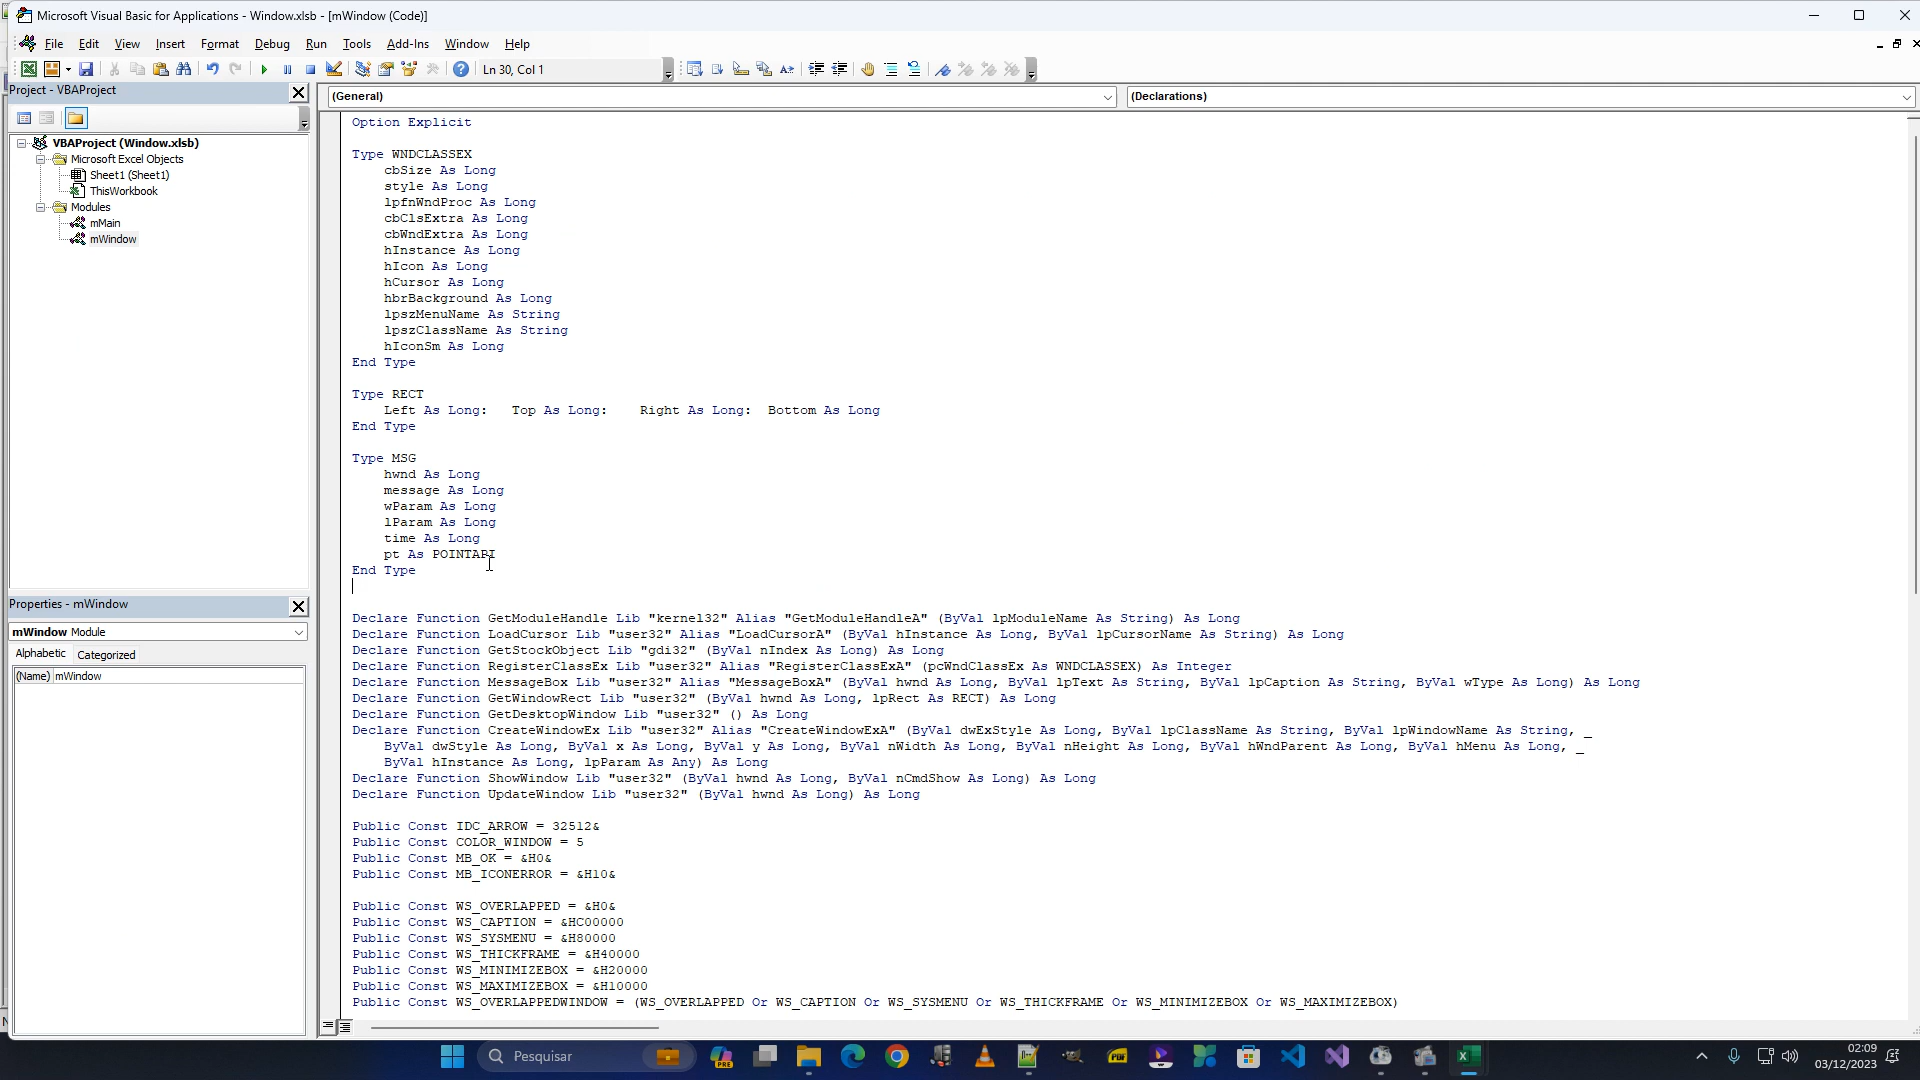 Microsoft Visual Basic for Applications - Window.xlsb - [mWindow (Code)]
File Edit View Insert Format Debug Run Tools Add-Ins Window Help
Ln 30, Col 1
Project - VBAProject
(General)
(Declarations)
VBAProject (Window.xlsb)
Microsoft Excel Objects
Sheet1 (Sheet1)
ThisWorkbook
Modules
mMain
mWindow
Properties - mWindow
mWindow Module
Alphabetic Categorized
(Name) mWindow
Option Explicit
Type WNDCLASSEX
cbSize As Long
style As Long
lpfnWndProc As Long
cbClsExtra As Long
cbWndExtra As Long
hInstance As Long
hIcon As Long
hCursor As Long
hbrBackground As Long
lpszMenuName As String
lpszClassName As String
hIconSm As Long
End Type
Type RECT
Left As Long: Top As Long: Right As Long: Bottom As Long
End Type
Type MSG
hwnd As Long
message As Long
wParam As Long
lParam As Long
time As Long
pt As POINTAPI
End Type
Declare Function GetModuleHandle Lib "kernel32" Alias "GetModuleHandleA" (ByVal lpModuleName As String) As Long
Declare Function LoadCursor Lib "user32" Alias "LoadCursorA" (ByVal hInstance As Long, ByVal lpCursorName As String) As Long
Declare Function GetStockObject Lib "gdi32" (ByVal nIndex As Long) As Long
Declare Function RegisterClassEx Lib "user32" Alias "RegisterClassExA" (pcWndClassEx As WNDCLASSEX) As Integer
Declare Function MessageBox Lib "user32" Alias "MessageBoxA" (ByVal hwnd As Long, ByVal lpText As String, ByVal lpCaption As String, ByVal wType As Long) As Long
Declare Function GetWindowRect Lib "user32" (ByVal hwnd As Long, lpRect As RECT) As Long
Declare Function GetDesktopWindow Lib "user32" () As Long
Declare Function CreateWindowEx Lib "user32" Alias "CreateWindowExA" (ByVal dwExStyle As Long, ByVal lpClassName As String, ByVal lpWindowName As String, _
ByVal dwStyle As Long, ByVal x As Long, ByVal y As Long, ByVal nWidth As Long, ByVal nHeight As Long, ByVal hWndParent As Long, ByVal hMenu As Long, _
ByVal hInstance As Long, lpParam As Any) As Long
Declare Function ShowWindow Lib "user32" (ByVal hwnd As Long, ByVal nCmdShow As Long) As Long
Declare Function UpdateWindow Lib "user32" (ByVal hwnd As Long) As Long
Public Const IDC_ARROW = 32512&
Public Const COLOR_WINDOW = 5
Public Const MB_OK = &H0&
Public Const MB_ICONERROR = &H10&
Public Const WS_OVERLAPPED = &H0&
Public Const WS_CAPTION = &HC00000
Public Const WS_SYSMENU = &H80000
Public Const WS_THICKFRAME = &H40000
Public Const WS_MINIMIZEBOX = &H20000
Public Const WS_MAXIMIZEBOX = &H10000
Public Const WS_OVERLAPPEDWINDOW = (WS_OVERLAPPED Or WS_CAPTION Or WS_SYSMENU Or WS_THICKFRAME Or WS_MINIMIZEBOX Or WS_MAXIMIZEBOX)
Pesquisar
PRE
PDF
02:09
03/12/2023